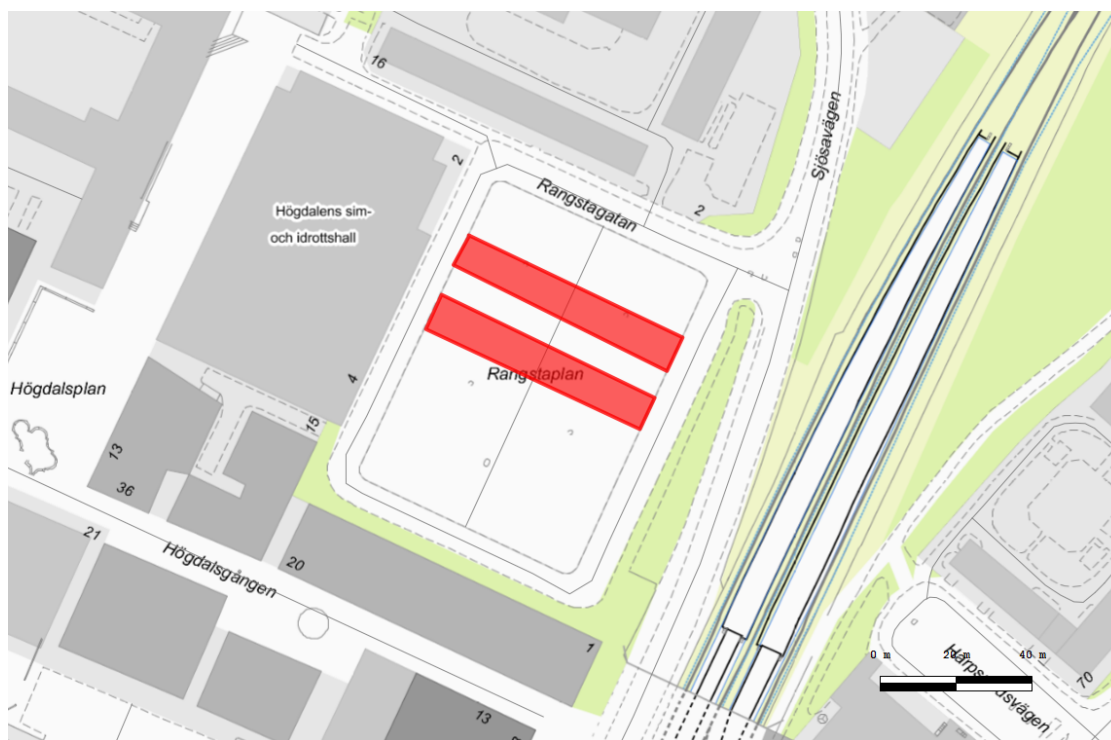 16
Sjösavägen
2
Rangstagatan
2
Högdalens sim-
och idrottshall
Högdalsplan
4
Rangstaplan
15
13
36
21
Högdalsgången
20
1
13
0 m
20 m
40 m
Harpsundsvägen
70